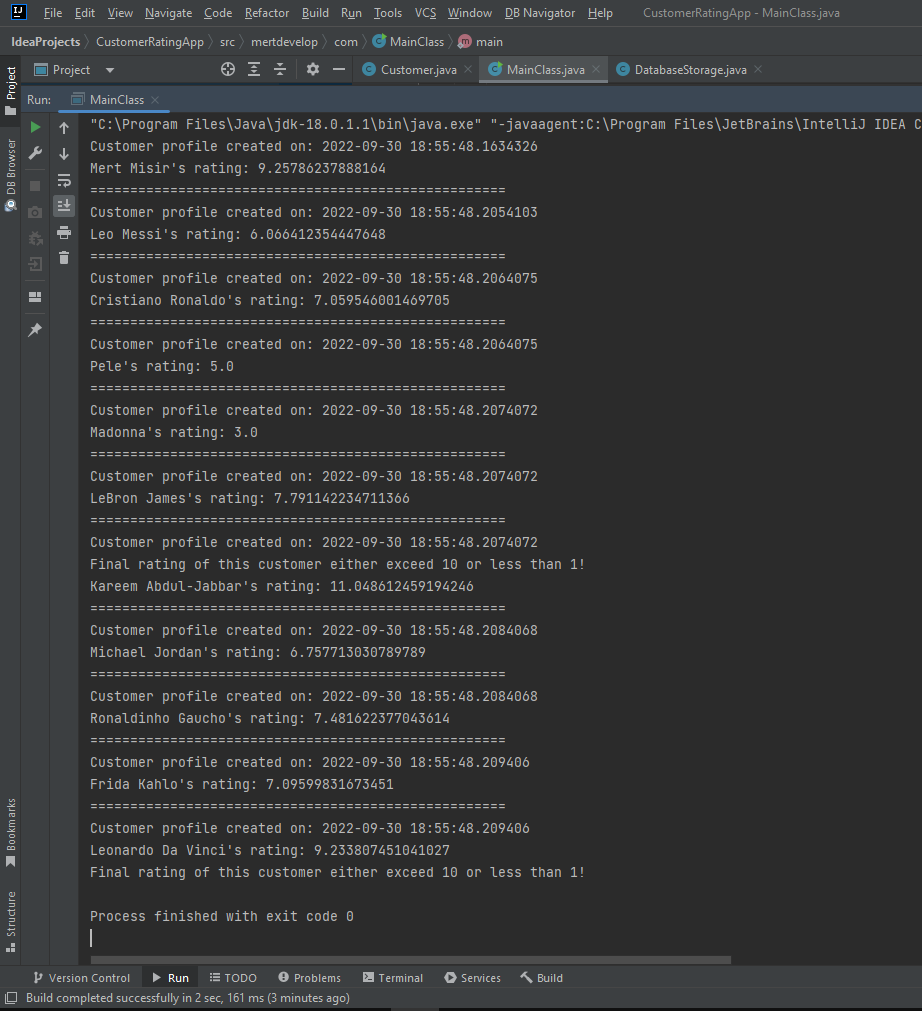 IJ File Edit View Navigate Code Refactor Build Run Tools VCS Window DB Navigator Help CustomerRatingApp - MainClass.java
IdeaProjects CustomerRatingApp src mertdevelop com MainClass main
Project
Project Customer.java MainClass.java DatabaseStorage.java
Run: MainClass
DB Browser
"C:\Program Files\Java\jdk-18.0.1.1\bin\java.exe" "-javaagent:C:\Program Files\JetBrains\IntelliJ IDEA C
Customer profile created on: 2022-09-30 18:55:48.1634326
Mert Misir's rating: 9.25786237888164
====================================================
Customer profile created on: 2022-09-30 18:55:48.2054103
Leo Messi's rating: 6.066412354447648
====================================================
Customer profile created on: 2022-09-30 18:55:48.2064075
Cristiano Ronaldo's rating: 7.059546001469705
====================================================
Customer profile created on: 2022-09-30 18:55:48.2064075
Pele's rating: 5.0
====================================================
Customer profile created on: 2022-09-30 18:55:48.2074072
Madonna's rating: 3.0
====================================================
Customer profile created on: 2022-09-30 18:55:48.2074072
LeBron James's rating: 7.791142234711366
====================================================
Customer profile created on: 2022-09-30 18:55:48.2074072
Final rating of this customer either exceed 10 or less than 1!
Kareem Abdul-Jabbar's rating: 11.048612459194246
====================================================
Customer profile created on: 2022-09-30 18:55:48.2084068
Michael Jordan's rating: 6.757713030789789
====================================================
Customer profile created on: 2022-09-30 18:55:48.2084068
Ronaldinho Gaucho's rating: 7.481622377043614
====================================================
Customer profile created on: 2022-09-30 18:55:48.209406
Frida Kahlo's rating: 7.09599831673451
====================================================
Customer profile created on: 2022-09-30 18:55:48.209406
Leonardo Da Vinci's rating: 9.233807451041027
Final rating of this customer either exceed 10 or less than 1!
Process finished with exit code 0
Bookmarks
Structure
Version Control Run TODO Problems Terminal Services Build
Build completed successfully in 2 sec, 161 ms (3 minutes ago)